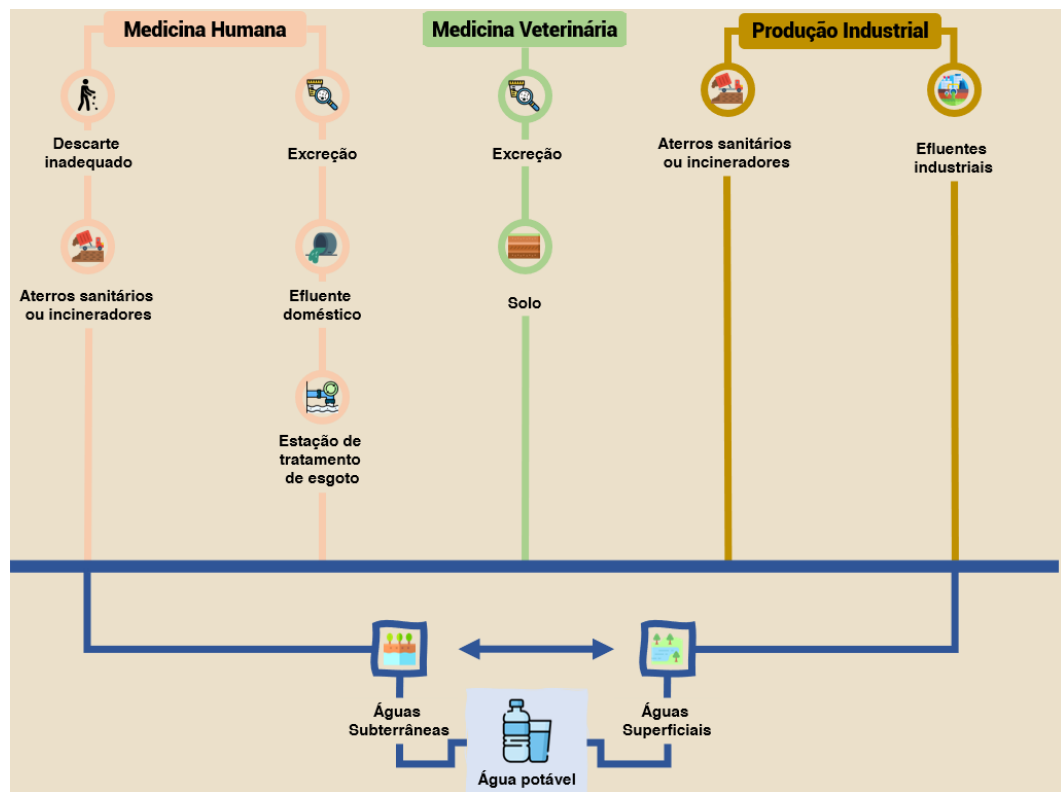 Medicina Humana
Medicina Veterinária
Produção Industrial
Descarte
inadequado
Excreção
Excreção
Aterros sanitários
ou incineradores
Efluentes
industriais
Aterros sanitários
ou incineradores
Efluente
doméstico
Solo
Estação de
tratamento
de esgoto
Águas
Subterrâneas
Águas
Superficiais
Água potável